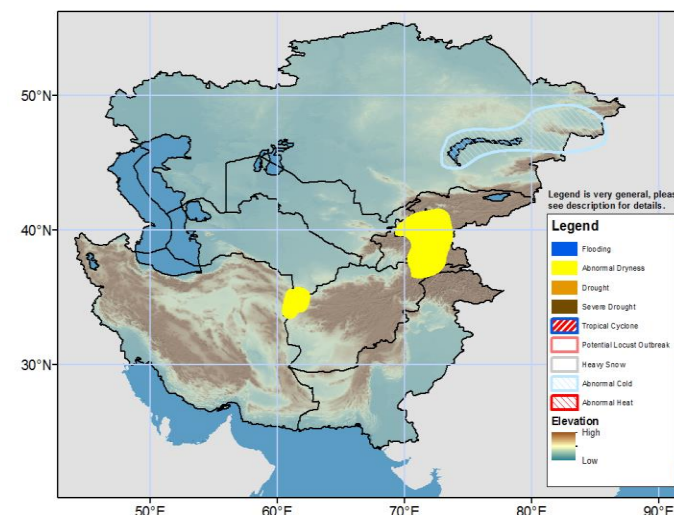 50°N
40°N
30°N
50°E
60°E
70°E
80°E
90°E
Legend is very general, pleas
see description for details.
Legend
Flooding
Abnormal Dryness
Drought
Severe Drought
Tropical Cyclone
Potential Locust Outbreak
Heavy Snow
Abnormal Cold
Abnormal Heat
Elevation
High
Low